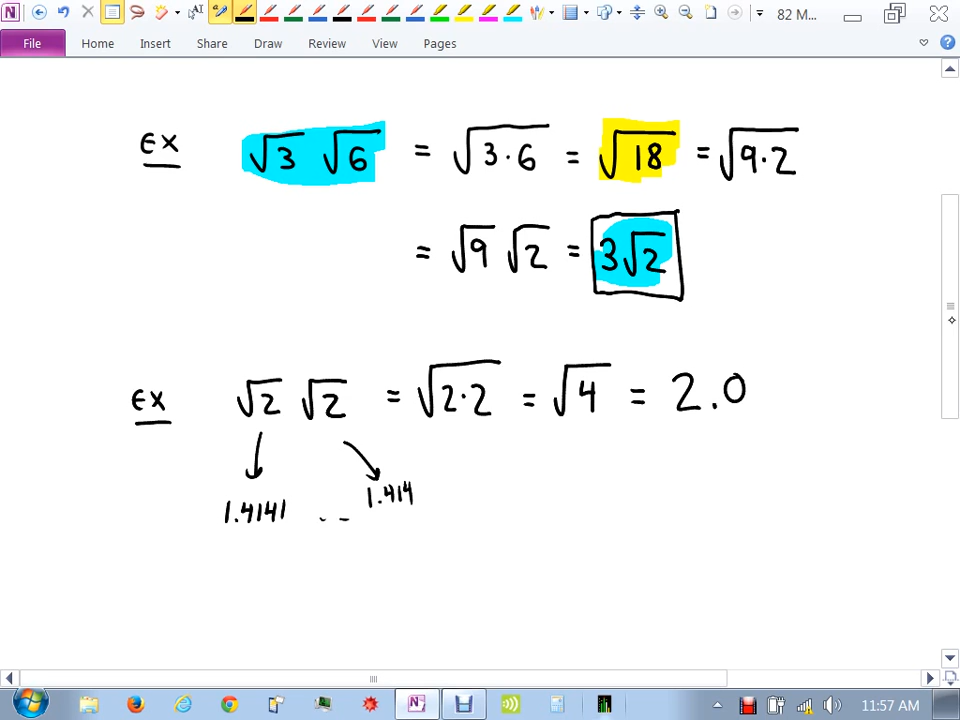 82 M...
File Home Insert Share Draw Review View Pages
Ex √3 √6 = √3·6 = √18 = √9·2
= √9 √2 = 3√2
Ex √2 √2 = √2·2 = √4 = 2.0
1.4141 .. 1.414
11:57 AM